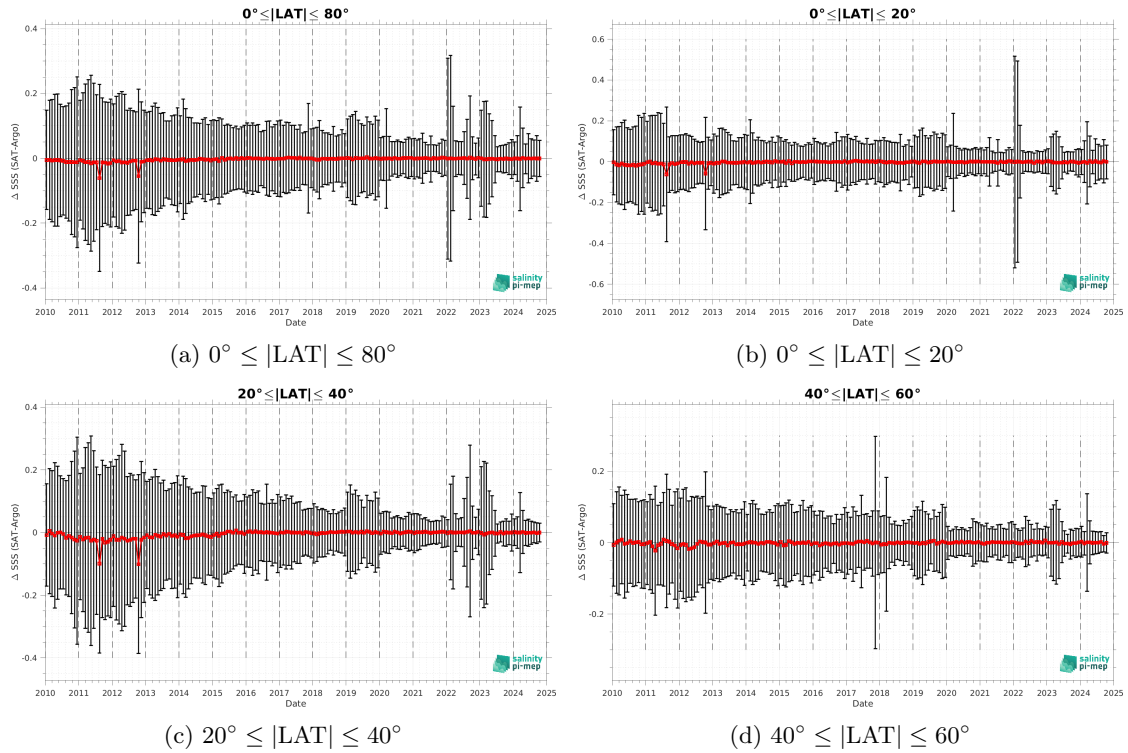 0°≤|LAT|≤ 80°
0.4
0.2
0
-0.2
-0.4
Δ SSS (SAT-Argo)
2010 2011 2012 2013 2014 2015 2016 2017 2018 2019 2020 2021 2022 2023 2024 2025
Date
salinity
pi-mep
(a) 0° ≤ |LAT| ≤ 80°
0°≤|LAT|≤ 20°
0.6
0.4
0.2
0
-0.2
-0.4
-0.6
Δ SSS (SAT-Argo)
2010 2011 2012 2013 2014 2015 2016 2017 2018 2019 2020 2021 2022 2023 2024 2025
Date
salinity
pi-mep
(b) 0° ≤ |LAT| ≤ 20°
20°≤|LAT|≤ 40°
0.4
0.2
0
-0.2
-0.4
Δ SSS (SAT-Argo)
2010 2011 2012 2013 2014 2015 2016 2017 2018 2019 2020 2021 2022 2023 2024 2025
Date
salinity
pi-mep
(c) 20° ≤ |LAT| ≤ 40°
40°≤|LAT|≤ 60°
0.2
0
-0.2
Δ SSS (SAT-Argo)
2010 2011 2012 2013 2014 2015 2016 2017 2018 2019 2020 2021 2022 2023 2024 2025
Date
salinity
pi-mep
(d) 40° ≤ |LAT| ≤ 60°